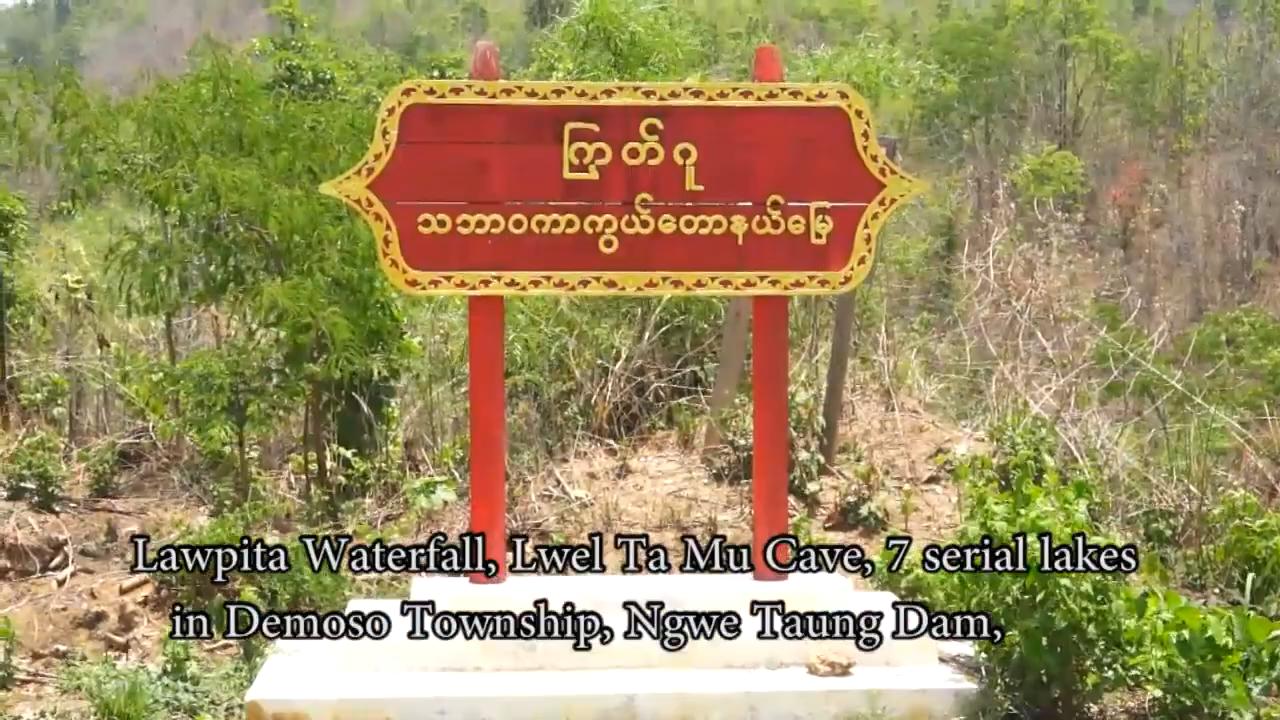 ကြတ်ဂူ
သဘာဝကာကွယ်တောနယ်မြေ
Lawpita Waterfall, Lwel Ta Mu Cave, 7 serial lakes
in Demoso Township, Ngwe Taung Dam,